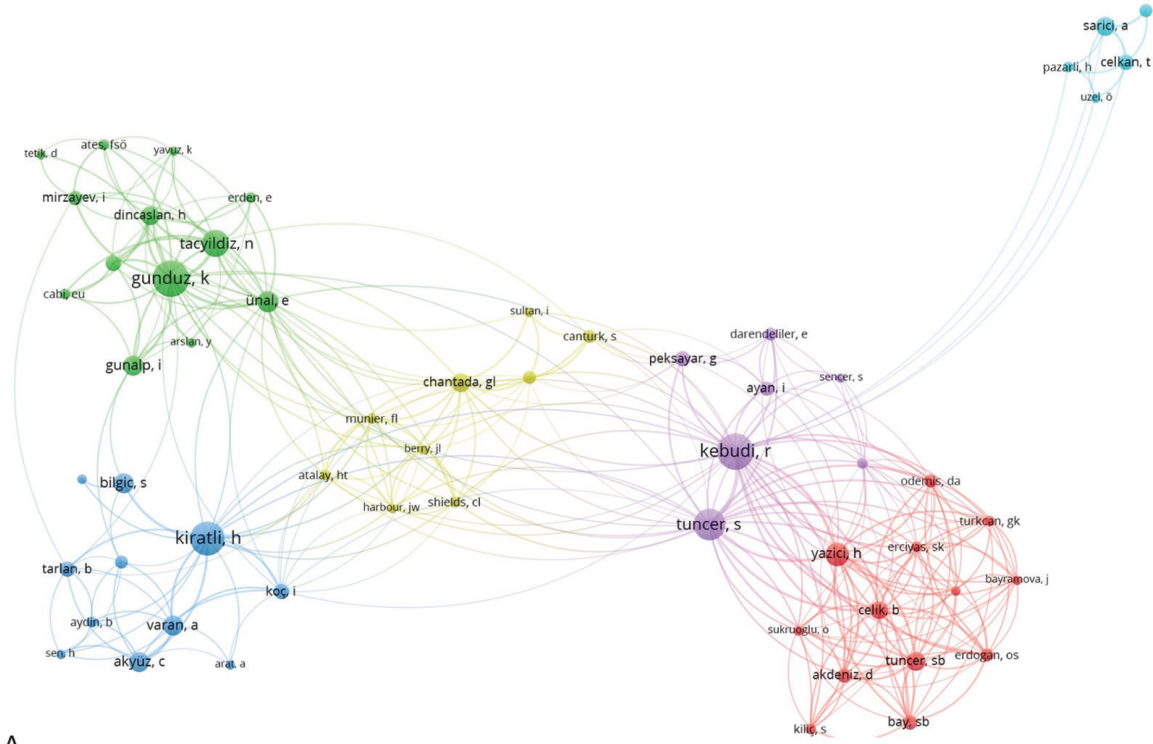 sarici, a
pazarli, h
celkan, t
uzel, ö
tetik, d
ates, fsö
yavuz, k
mirzayev, i
dincaslan, h
erden, e
tacyildiz, n
gunduz, k
cabi, eu
ünal, e
arslan, y
gunalp, i
sultan, i
canturk, s
chantada, gl
munier, fl
berry, jl
atalay, ht
harbour, jw
shields, cl
darendeliler, e
peksayar, g
ayan, i
sencer, s
kebudi, r
tuncer, s
bilgic, s
kiratli, h
tarlan, b
koç, i
aydin, b
varan, a
sen, h
akyüz, c
arat, a
odemis, da
turkcan, gk
yazici, h
erciyas, sk
bayramova, j
celik, b
sukruoglu, o
tuncer, sb
erdogan, os
akdeniz, d
bay, sb
kiliç, s
A